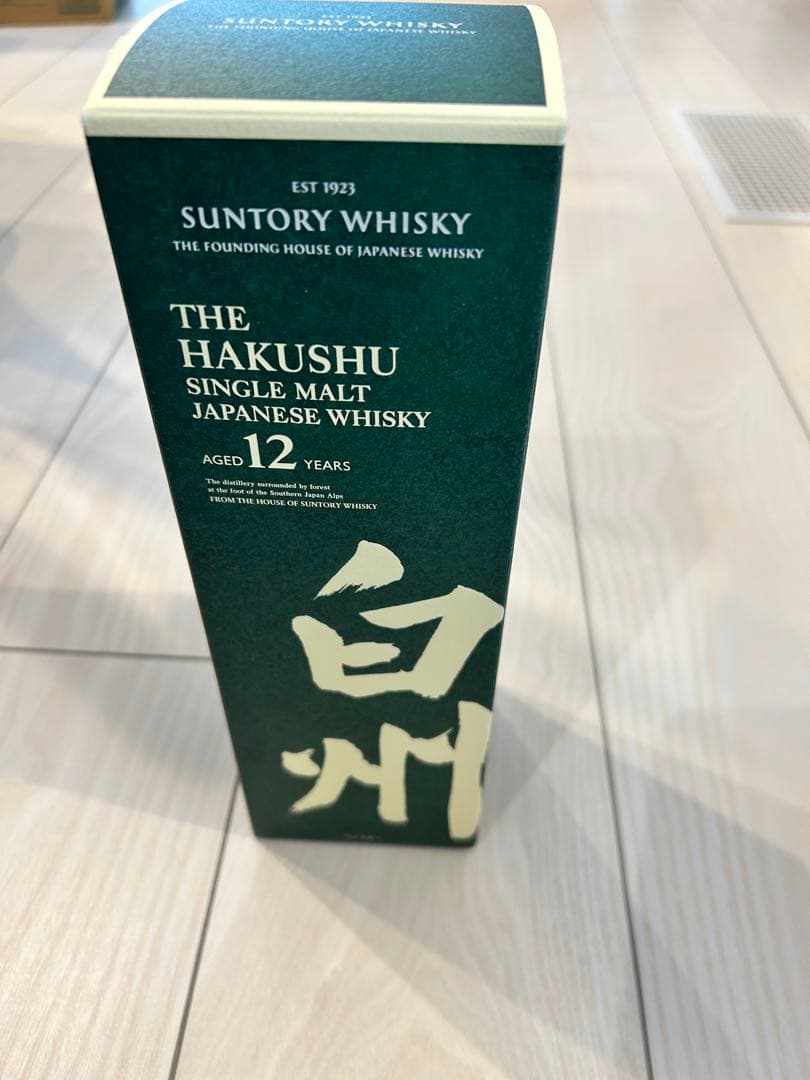 EST 1923
SUNTORY WHISKY
THE FOUNDING HOUSE OF JAPANESE WHISKY
EST 1923
SUNTORY WHISKY
THE FOUNDING HOUSE OF JAPANESE WHISKY
THE
HAKUSHU
SINGLE MALT
JAPANESE WHISKY
AGED 12 YEARS
The distillery surrounded by forest
at the foot of the Southern Japan Alps
FROM THE HOUSE OF SUNTORY WHISKY
白州